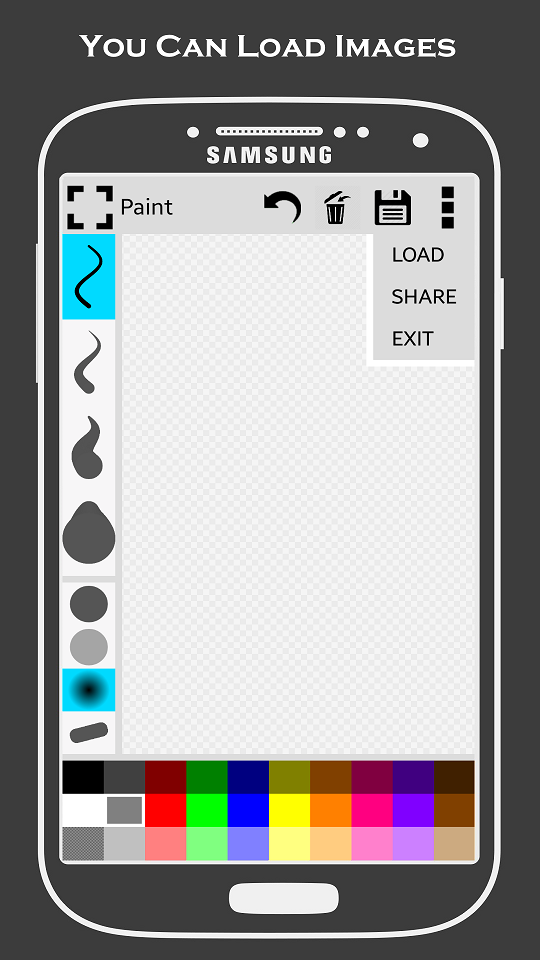 You Can Load Images
SAMSUNG
Paint
LOAD
SHARE
EXIT